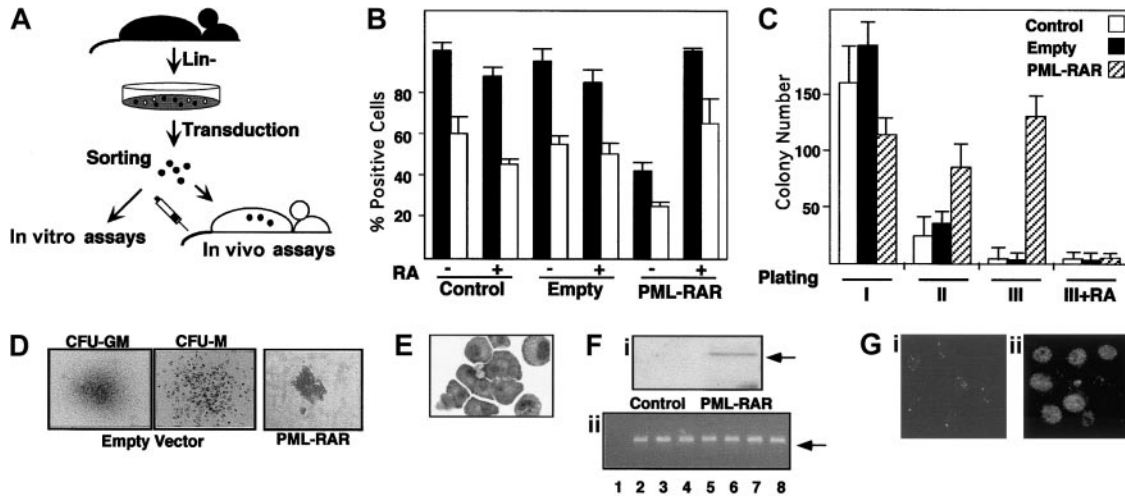 A
Lin-
Transduction
Sorting
In vitro assays
In vivo assays
B
% Positive Cells
80
60
40
20
RA - + - + - +
Control Empty PML-RAR
C
Control
Empty
PML-RAR
Colony Number
150
100
50
Plating
I II III III+RA
D
CFU-GM CFU-M
Empty Vector PML-RAR
E
F
i
Control PML-RAR
ii
1 2 3 4 5 6 7 8
G
i ii